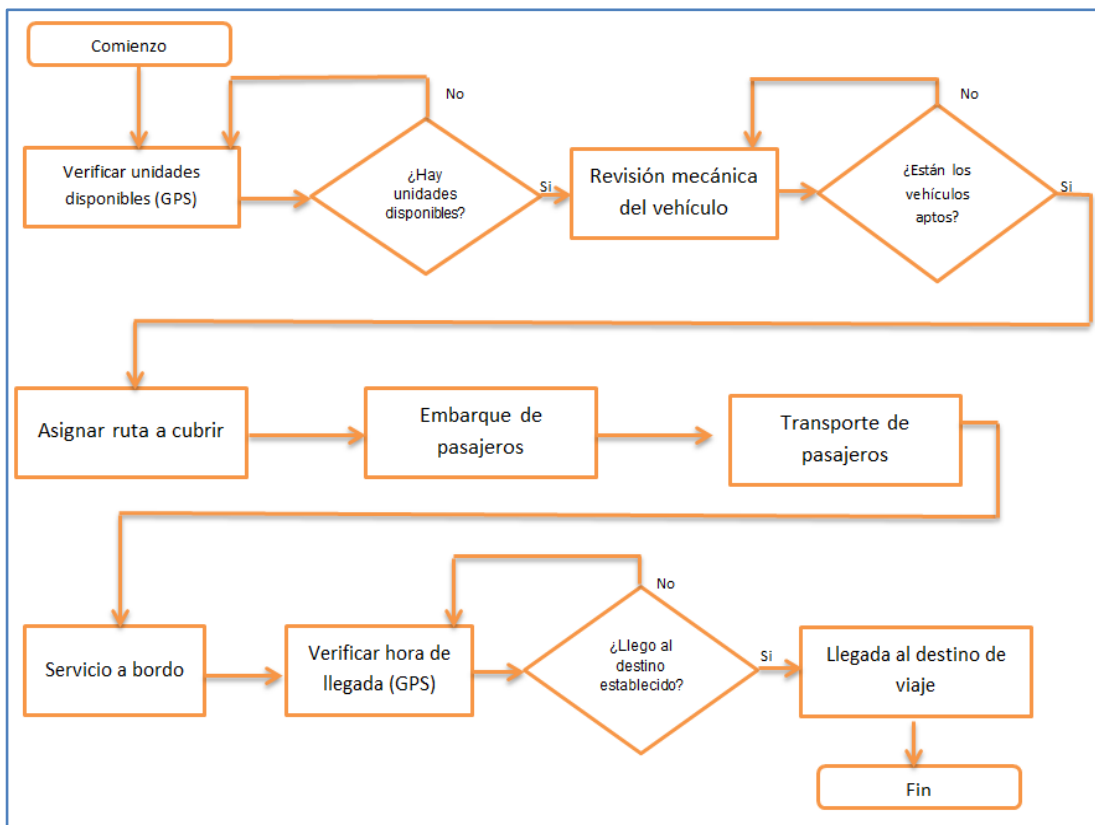 Comienzo
No
No
Verificar unidades
disponibles (GPS)
¿Hay
unidades
disponibles?
Si
Revisión mecánica
del vehículo
¿Están los
vehículos
aptos?
Si
Asignar ruta a cubrir
Embarque de
pasajeros
Transporte de
pasajeros
Servicio a bordo
Verificar hora de
llegada (GPS)
No
¿Llego al
destino
establecido?
Si
Llegada al destino de
viaje
Fin